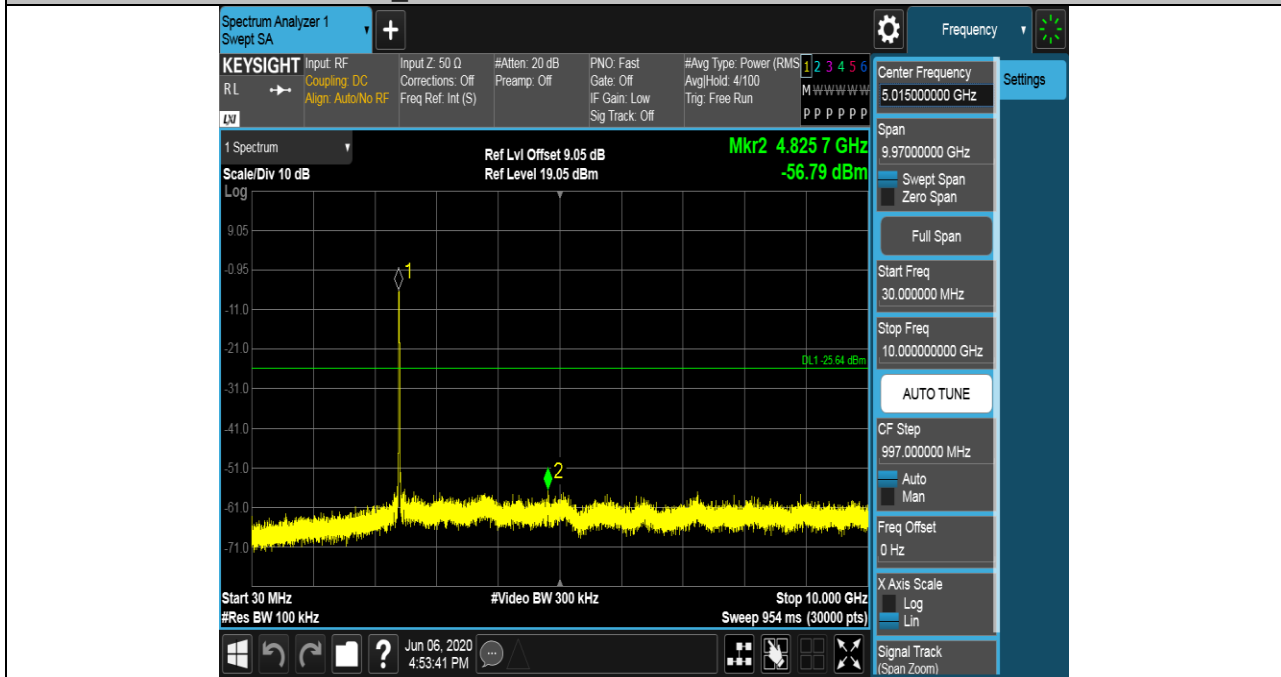 Spectrum Analyzer 1
Swept SA
+
Frequency
KEYSIGHT
RL
LXI
Input: RF
Coupling: DC
Align: Auto/No RF
Input Z: 50 Ω
Corrections: Off
Freq Ref: Int (S)
#Atten: 20 dB
Preamp: Off
PNO: Fast
Gate: Off
IF Gain: Low
Sig Track: Off
#Avg Type: Power (RMS
Avg|Hold: 4/100
Trig: Free Run
1 2 3 4 5 6
M W W W W W
P P P P P P
1 Spectrum
Scale/Div 10 dB
Ref Lvl Offset 9.05 dB
Ref Level 19.05 dBm
Mkr2 4.825 7 GHz
-56.79 dBm
Log
9.05
-0.95
-11.0
-21.0
-31.0
-41.0
-51.0
-61.0
-71.0
1
DL1 -25.64 dBm
2
Start 30 MHz
#Res BW 100 kHz
#Video BW 300 kHz
Stop 10.000 GHz
Sweep 954 ms (30000 pts)
?
Jun 06, 2020
4:53:41 PM
Center Frequency
5.015000000 GHz
Settings
Span
9.97000000 GHz
Swept Span
Zero Span
Full Span
Start Freq
30.000000 MHz
Stop Freq
10.000000000 GHz
AUTO TUNE
CF Step
997.000000 MHz
Auto
Man
Freq Offset
0 Hz
X Axis Scale
Log
Lin
Signal Track
(Span Zoom)